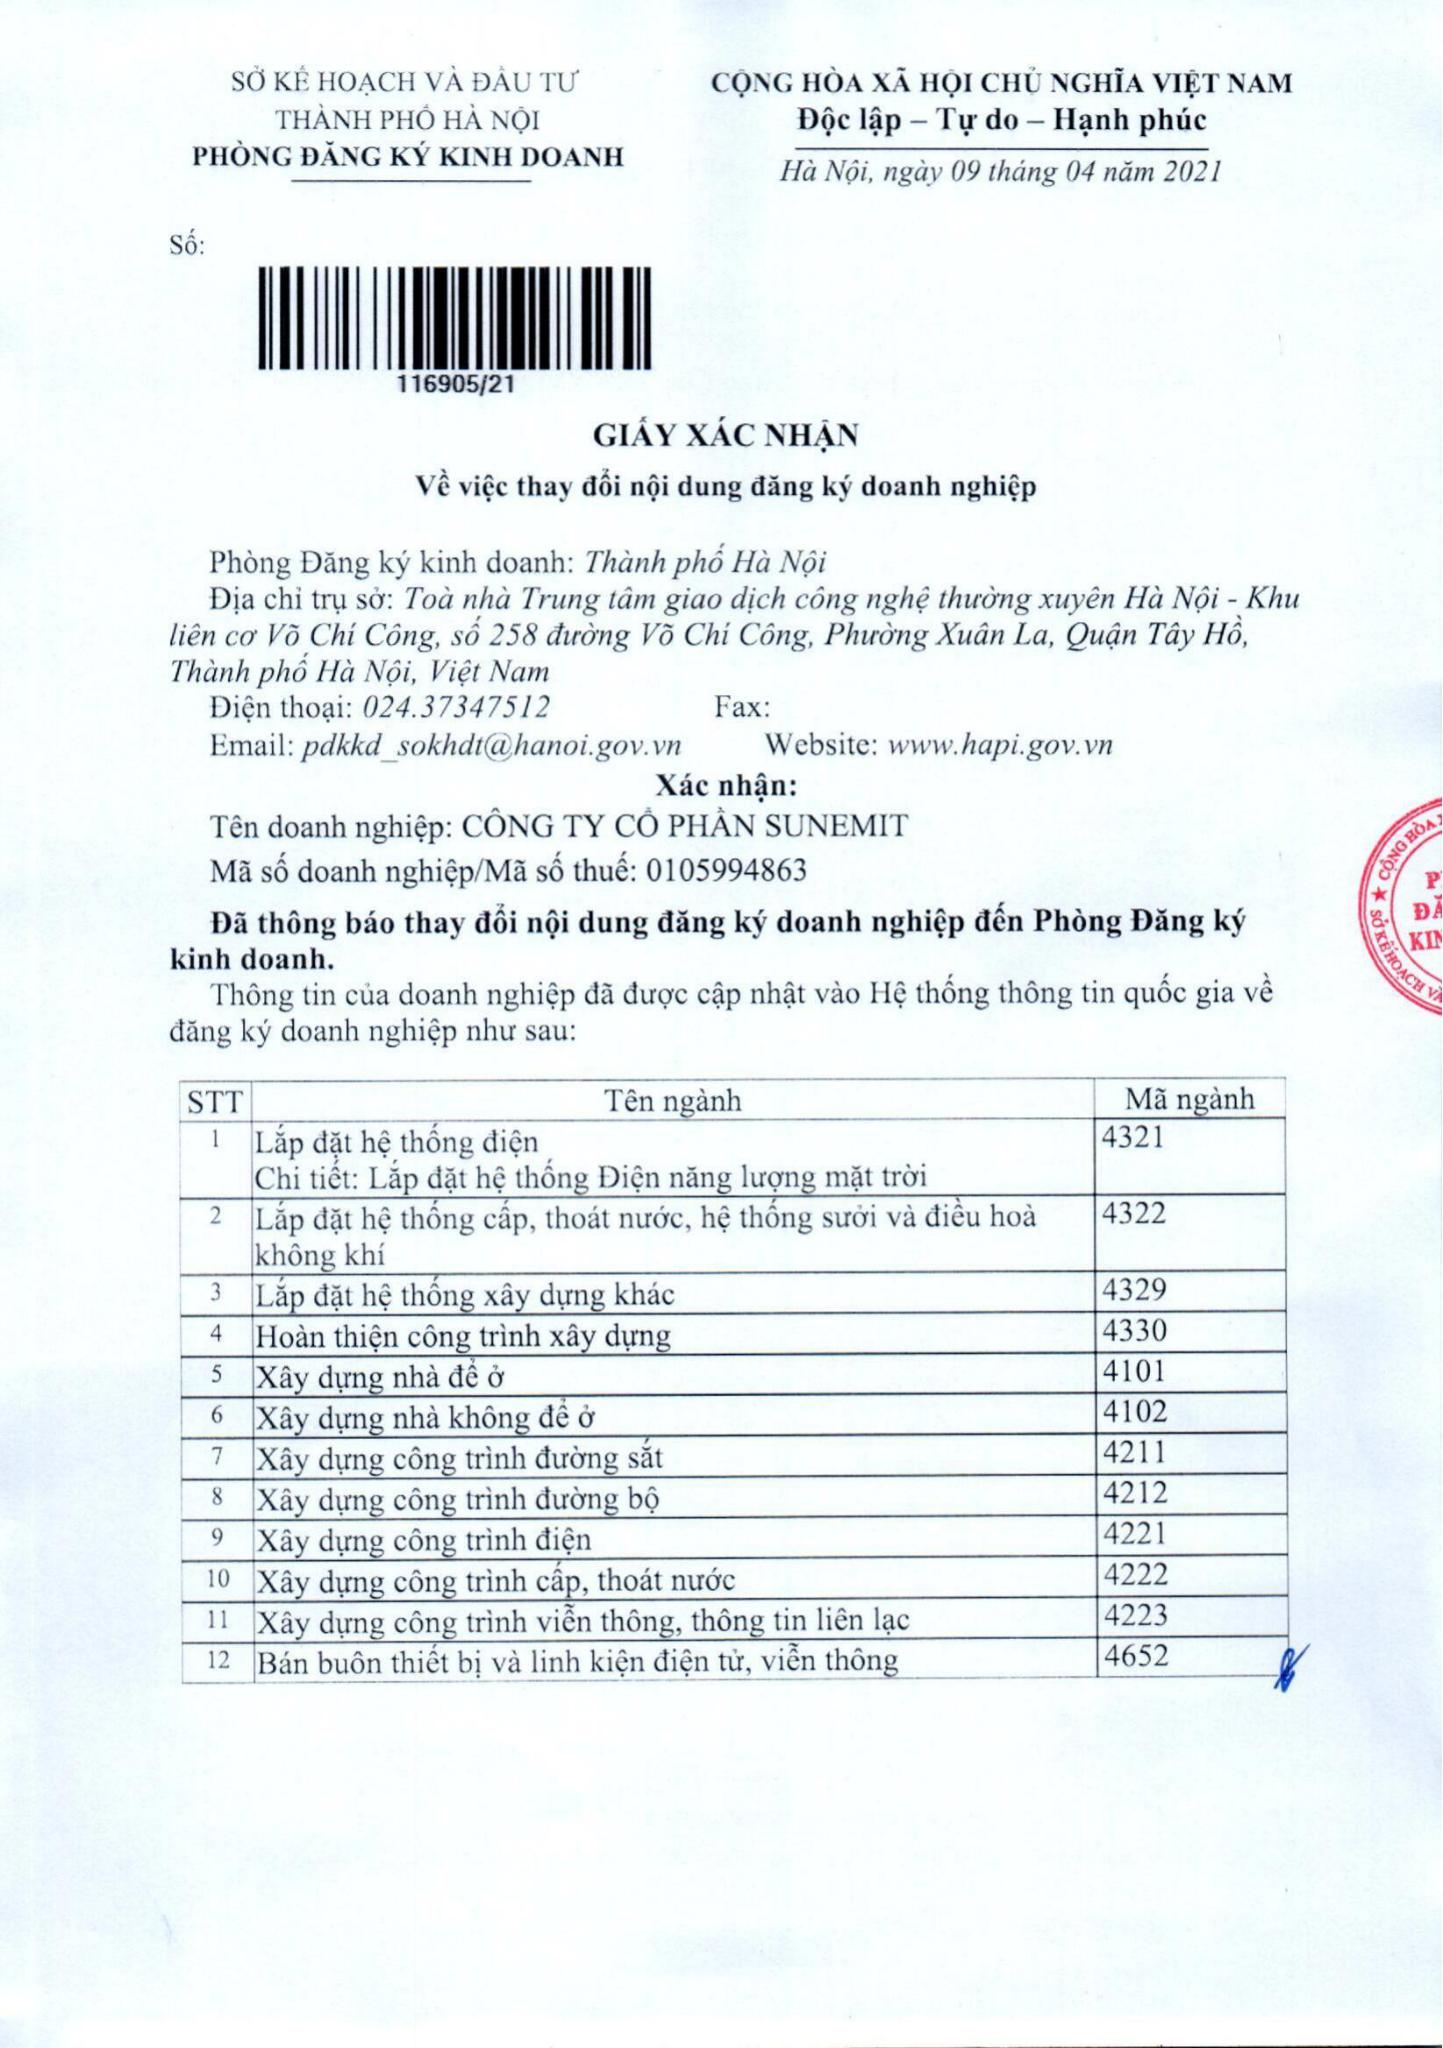 SỞ KẾ HOẠCH VÀ ĐẦU TƯ
THÀNH PHỐ HÀ NỘI
PHÒNG ĐĂNG KÝ KINH DOANH
CỘNG HÒA XÃ HỘI CHỦ NGHĨA VIỆT NAM
Độc lập – Tự do – Hạnh phúc
Hà Nội, ngày 09 tháng 04 năm 2021
Số:
116905/21
GIẤY XÁC NHẬN
Về việc thay đổi nội dung đăng ký doanh nghiệp
Phòng Đăng ký kinh doanh: Thành phố Hà Nội
Địa chỉ trụ sở: Toà nhà Trung tâm giao dịch công nghệ thường xuyên Hà Nội - Khu
liên cơ Võ Chí Công, số 258 đường Võ Chí Công, Phường Xuân La, Quận Tây Hồ,
Thành phố Hà Nội, Việt Nam
Điện thoại: 024.37347512 Fax:
Email: pdkkd_sokhdt@hanoi.gov.vn Website: www.hapi.gov.vn
Xác nhận:
Tên doanh nghiệp: CÔNG TY CỔ PHẦN SUNEMIT
Mã số doanh nghiệp/Mã số thuế: 0105994863
Đã thông báo thay đổi nội dung đăng ký doanh nghiệp đến Phòng Đăng ký
kinh doanh.
Thông tin của doanh nghiệp đã được cập nhật vào Hệ thống thông tin quốc gia về
đăng ký doanh nghiệp như sau:
STT Tên ngành Mã ngành
1 Lắp đặt hệ thống điện 4321
Chi tiết: Lắp đặt hệ thống Điện năng lượng mặt trời
2 Lắp đặt hệ thống cấp, thoát nước, hệ thống sưởi và điều hoà 4322
không khí
3 Lắp đặt hệ thống xây dựng khác 4329
4 Hoàn thiện công trình xây dựng 4330
5 Xây dựng nhà để ở 4101
6 Xây dựng nhà không để ở 4102
7 Xây dựng công trình đường sắt 4211
8 Xây dựng công trình đường bộ 4212
9 Xây dựng công trình điện 4221
10 Xây dựng công trình cấp, thoát nước 4222
11 Xây dựng công trình viễn thông, thông tin liên lạc 4223
12 Bán buôn thiết bị và linh kiện điện tử, viễn thông 4652
CỘNG HÒA
SỞ KẾ HOẠCH VÀ